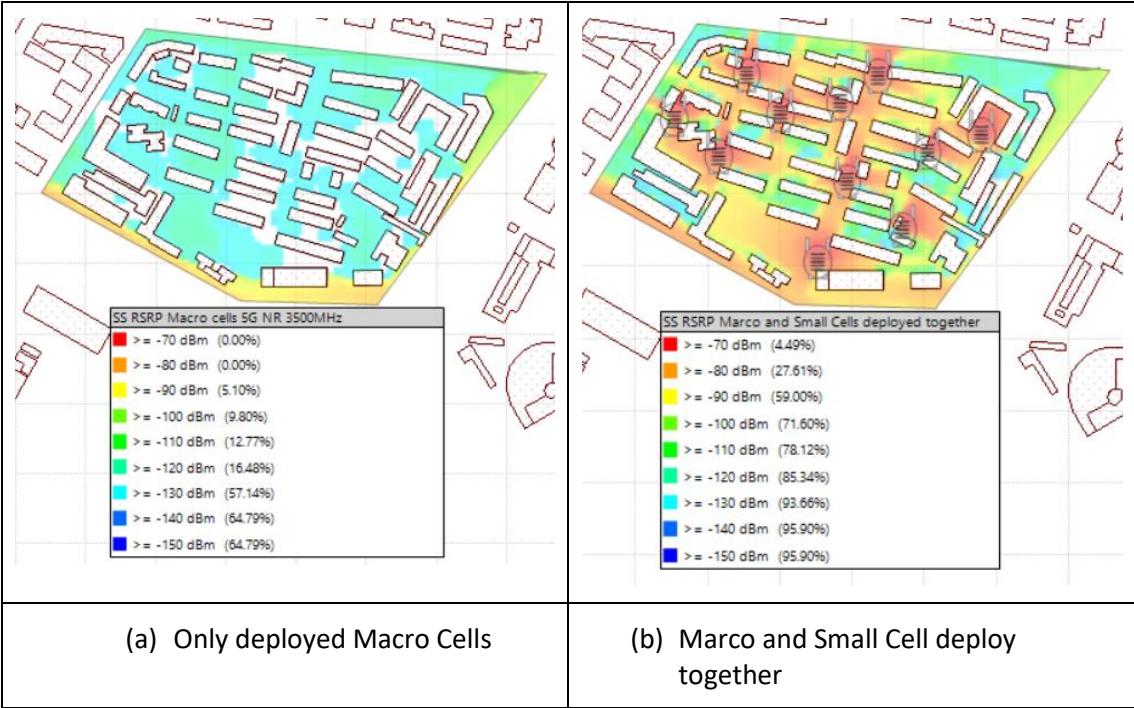 SS RSRP Macro cells 5G NR 3500MHz
>= -70 dBm (0.00%)
>= -80 dBm (0.00%)
>= -90 dBm (5.10%)
>= -100 dBm (9.80%)
>= -110 dBm (12.77%)
>= -120 dBm (16.48%)
>= -130 dBm (57.14%)
>= -140 dBm (64.79%)
>= -150 dBm (64.79%)
SS RSRP Marco and Small Cells deployed together
>= -70 dBm (4.49%)
>= -80 dBm (27.61%)
>= -90 dBm (59.00%)
>= -100 dBm (71.60%)
>= -110 dBm (78.12%)
>= -120 dBm (85.34%)
>= -130 dBm (93.66%)
>= -140 dBm (95.90%)
>= -150 dBm (95.90%)
(a) Only deployed Macro Cells
(b) Marco and Small Cell deploy
together